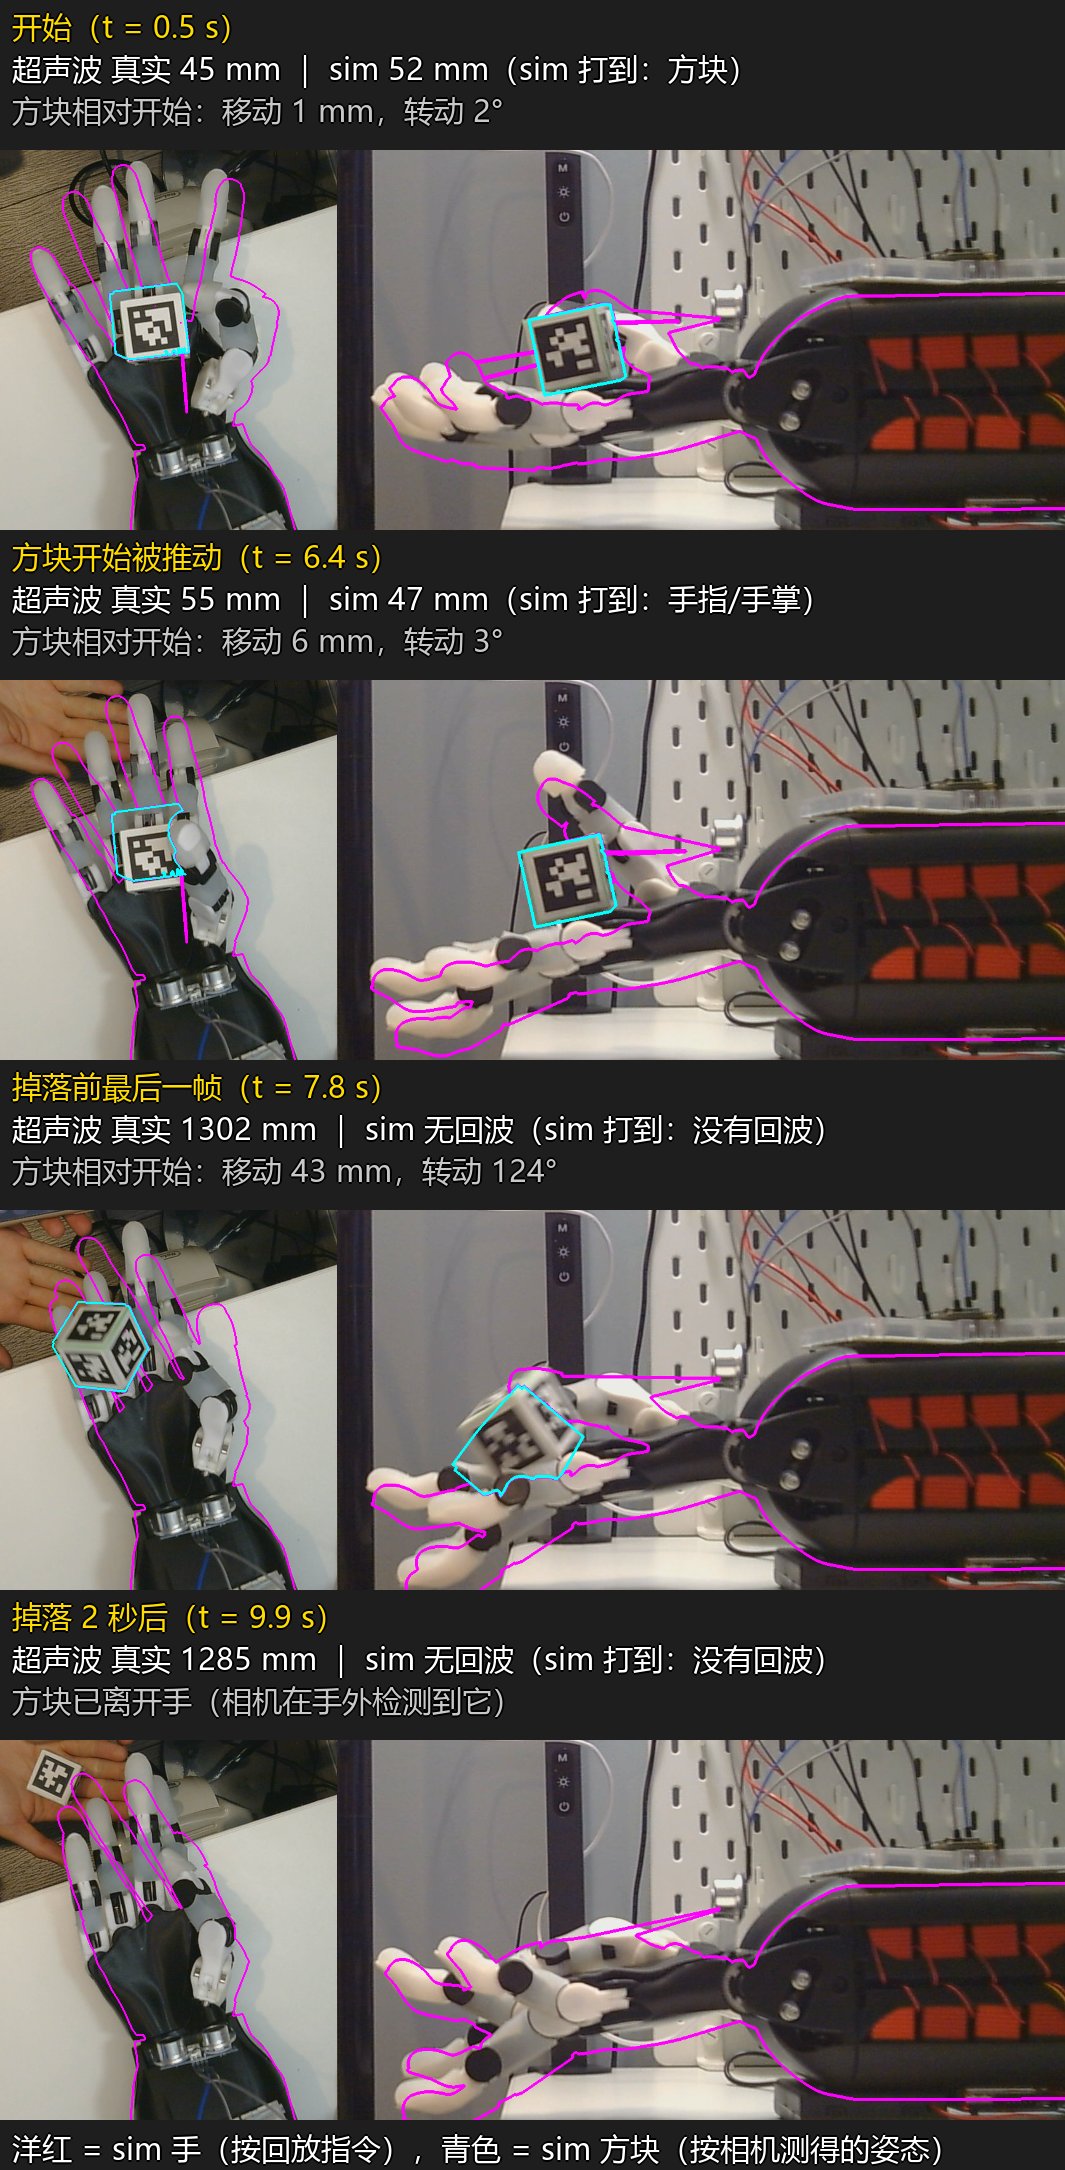 开始（t = 0.5 s）
超声波 真实 45 mm ｜ sim 52 mm（sim 打到：方块）
方块相对开始：移动 1 mm，转动 2°
M
方块开始被推动（t = 6.4 s）
超声波 真实 55 mm ｜ sim 47 mm（sim 打到：手指/手掌）
方块相对开始：移动 6 mm，转动 3°
M
掉落前最后一帧（t = 7.8 s）
超声波 真实 1302 mm ｜ sim 无回波（sim 打到：没有回波）
方块相对开始：移动 43 mm，转动 124°
M
掉落 2 秒后（t = 9.9 s）
超声波 真实 1285 mm ｜ sim 无回波（sim 打到：没有回波）
方块已离开手（相机在手外检测到它）
M
洋红 = sim 手（按回放指令），青色 = sim 方块（按相机测得的姿态）